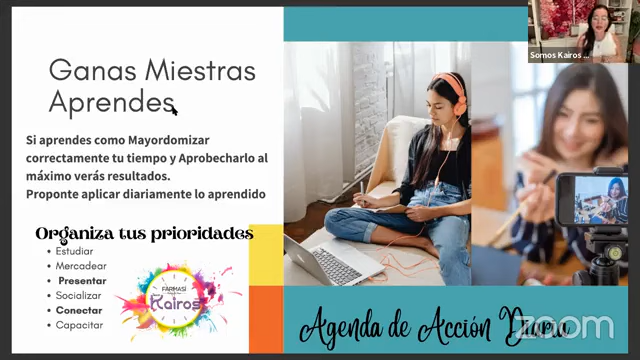 Ganas Miestras
Aprendes
Si aprendes como Mayordomizar
correctamente tu tiempo y Aprobecharlo al
máximo verás resultados.
Proponte aplicar diariamente lo aprendido
Organiza tus prioridades
• Estudiar
• Mercadear
• Presentar
• Socializar
• Conectar
• Capacitar
FARMASI
Kairos
Agenda de Acción Diaria
Somos Kairos ...
zoom